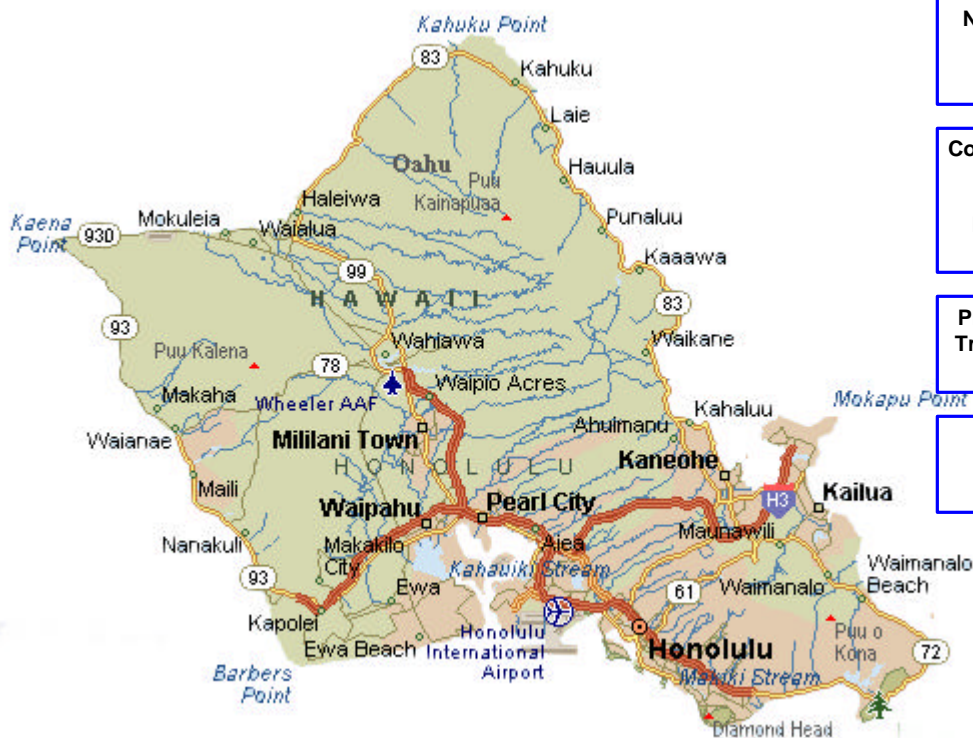 Kahuku Point
83
Kahuku
Laie
Oahu
Puu
Kainapuaa
Hauula
Haleiwa
Mokuleia
Kaena
Point
930
Waialua
Punaluu
Kaaawa
99
HAWAII
83
93
Wahiawa
Waikane
Puu Kalena
78
Waipio Acres
Makaha
Wheeler AAF
Mokapu Point
Waianae
Mililani Town
Ahuimanu
Kahaluu
HONOLULU
Kaneohe
Maili
Waipahu
Pearl City
H3
Kailua
Nanakuli
Makakilo
City
Aiea
Maunawili
Kahauiki Stream
93
Ewa
61
Waimanalo
Waimanalo
Beach
Kapolei
Ewa Beach
Honolulu
International
Airport
Honolulu
Puu o
Kona
72
Barbers
Point
Makiki Stream
Diamond Head
N
Co
P
Tr